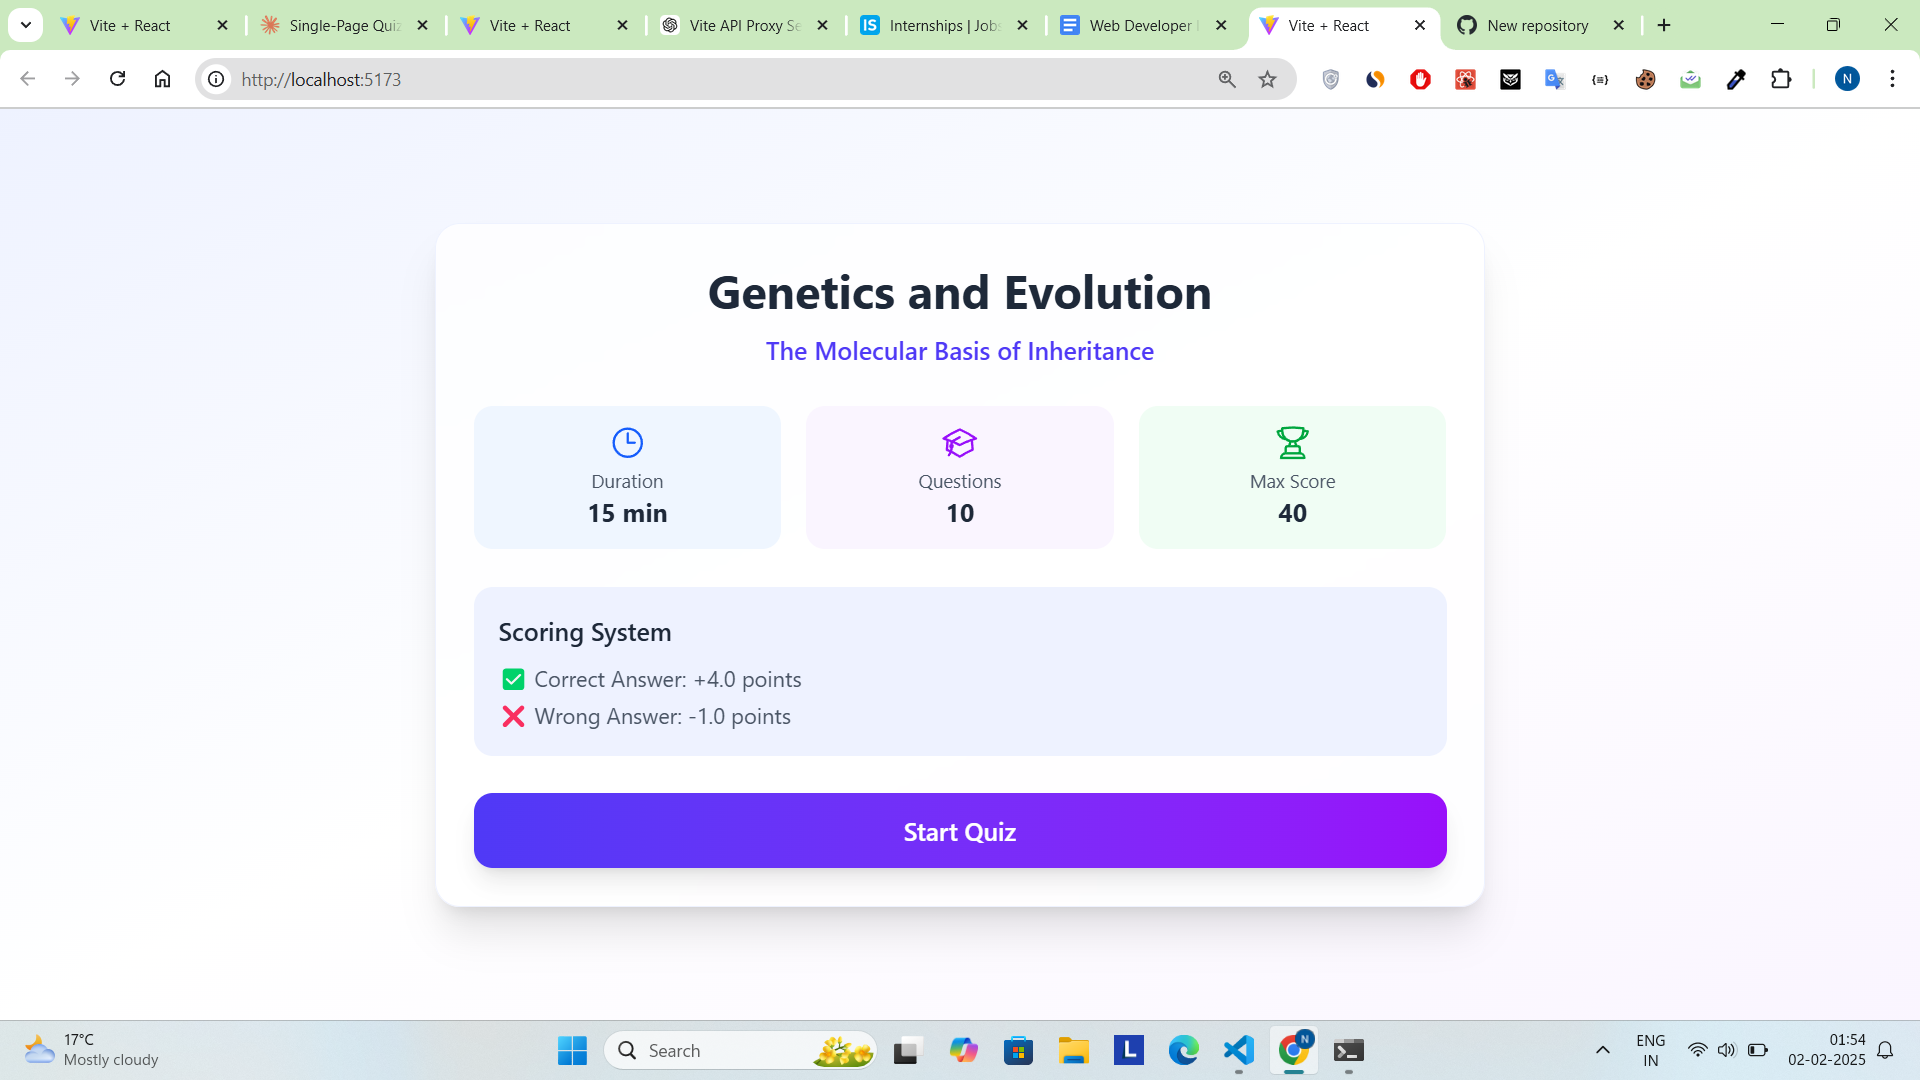 Vite + React
Single-Page Quiz
Vite + React
Vite API Proxy Se
Internships | Jobs
Web Developer
Vite + React
New repository
http://localhost:5173
N
Genetics and Evolution
The Molecular Basis of Inheritance
Duration
15 min
Questions
10
Max Score
40
Scoring System
✅ Correct Answer: +4.0 points
❌ Wrong Answer: -1.0 points
Start Quiz
17°C
Mostly cloudy
Search
L
N
ENG
IN
01:54
02-02-2025